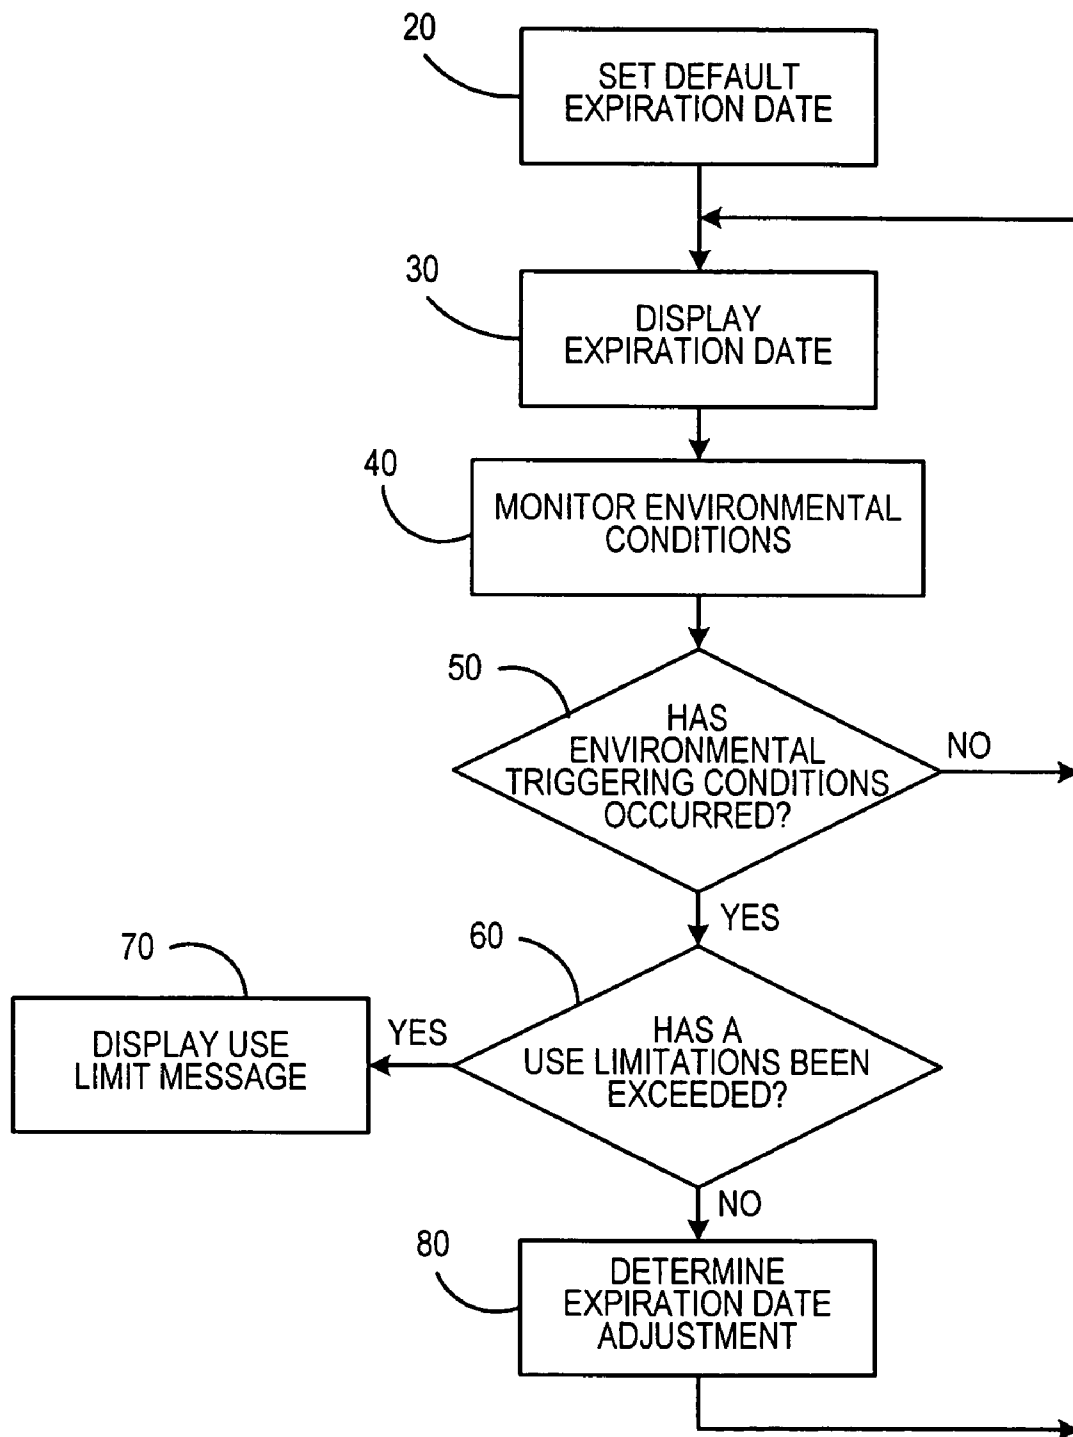 20
SET DEFAULT
EXPIRATION DATE
30
DISPLAY
EXPIRATION DATE
40
MONITOR ENVIRONMENTAL
CONDITIONS
50
HAS
ENVIRONMENTAL
TRIGGERING CONDITIONS
OCCURRED?
NO
YES
60
HAS A
USE LIMITATIONS BEEN
EXCEEDED?
YES
70
DISPLAY USE
LIMIT MESSAGE
NO
80
DETERMINE
EXPIRATION DATE
ADJUSTMENT